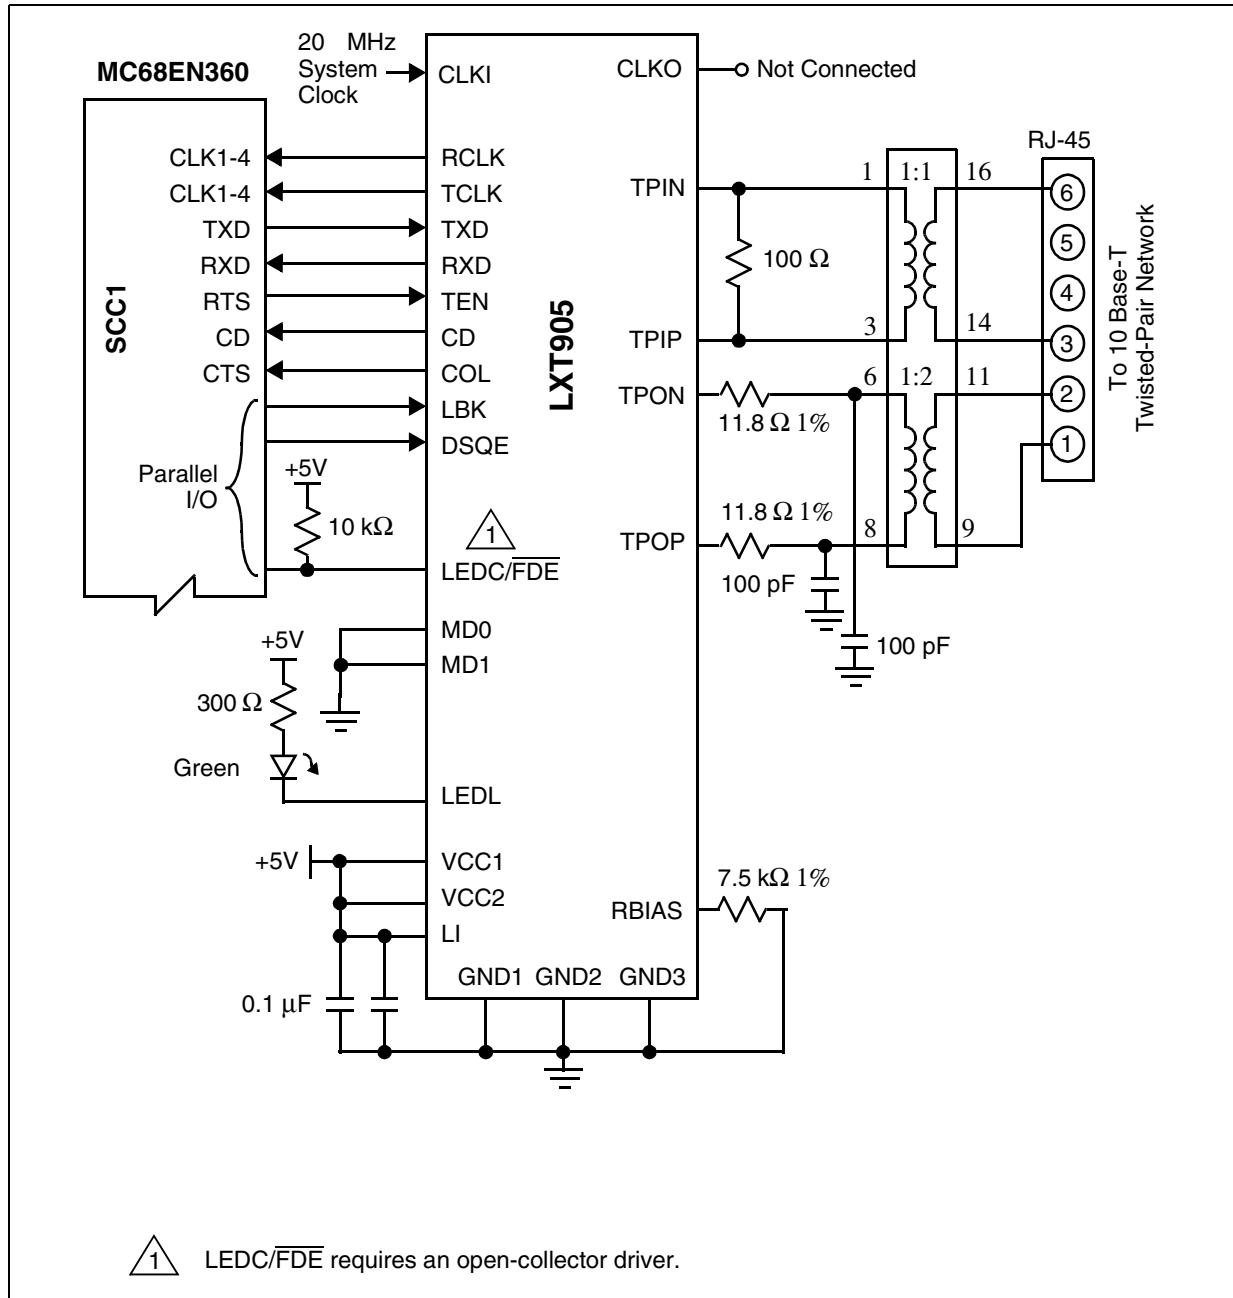 20 MHz
System
Clock
MC68EN360
CLKI
CLKO
Not Connected
RJ-45
CLK1-4
RCLK
CLK1-4
TCLK
TXD
TXD
RXD
RXD
RTS
TEN
CD
CD
CTS
COL
LBK
DSQE
SCC1
Parallel
I/O
+5V
10 kΩ
1
LEDC/FDE
LXT905
MD0
MD1
+5V
300 Ω
Green
LEDL
+5V
VCC1
VCC2
LI
0.1 µF
GND1 GND2 GND3
TPIN
1 1:1 16
100 Ω
TPIP
3 14
TPON
6 1:2 11
11.8 Ω 1%
11.8 Ω 1%
TPOP
8 9
100 pF
100 pF
6
5
4
3
2
1
To 10 Base-T
Twisted-Pair Network
RBIAS
7.5 kΩ 1%
1 LEDC/FDE requires an open-collector driver.